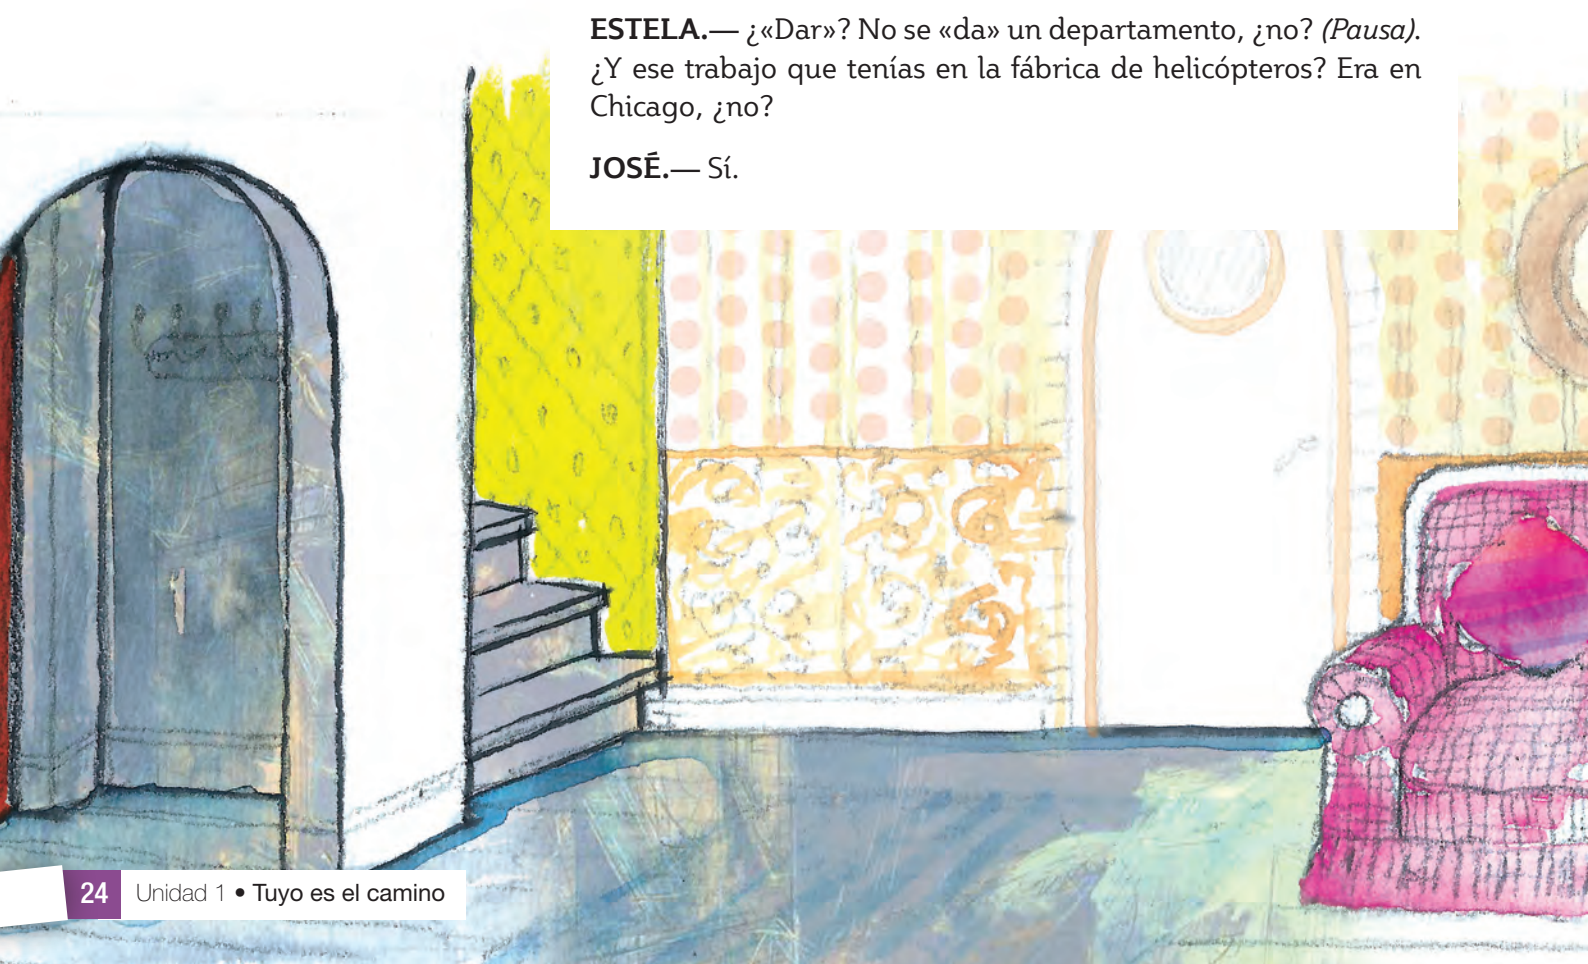 ESTELA.— ¿«Dar»? No se «da» un departamento, ¿no? (Pausa).
¿Y ese trabajo que tenías en la fábrica de helicópteros? Era en
Chicago, ¿no?
JOSÉ.— Sí.
24 Unidad 1 • Tuyo es el camino